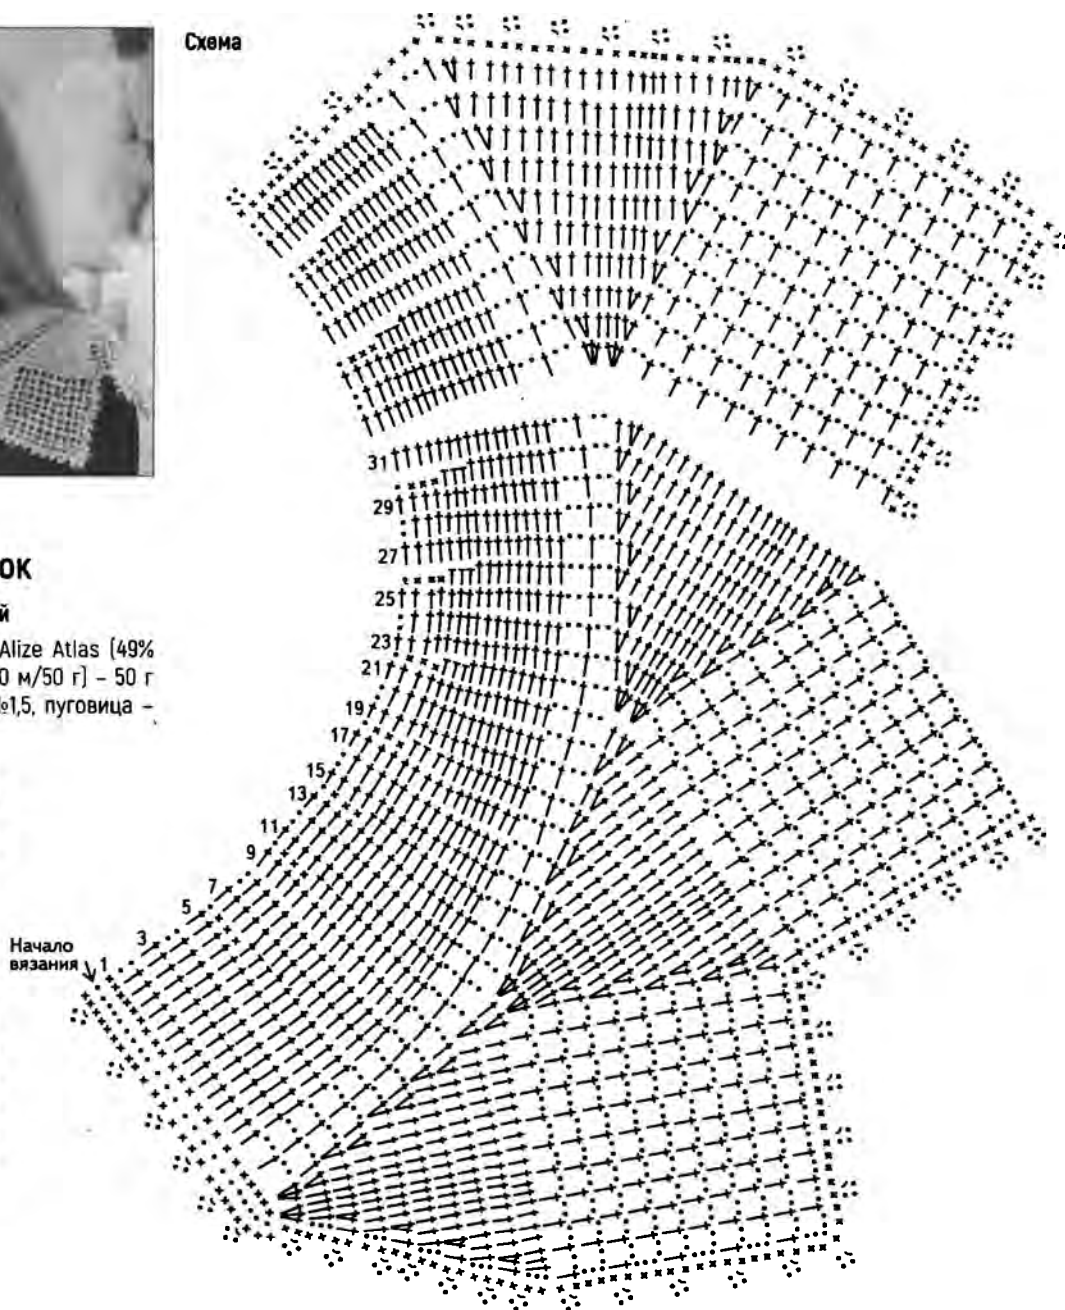 Схема
ОК
й
Alize Atlas (49%
0 м/50 г) – 50 г
№1,5, пуговица –
31
29
27
25
23
21
19
17
15
13
11
9
7
5
3
1
Начало
вязания